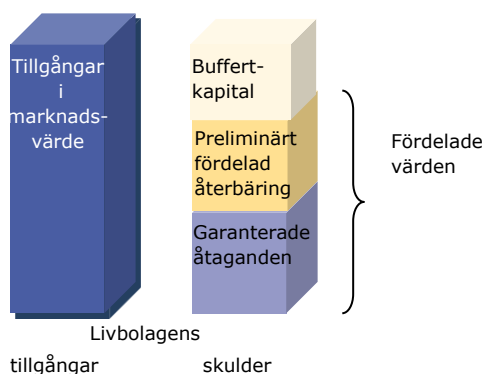 Tillgångar
i
marknads-
värde
Buffert-
kapital
Preliminärt
fördelad
återbäring
Garanterade
åtaganden
Fördelade
värden
Livbolagens
tillgångar
skulder